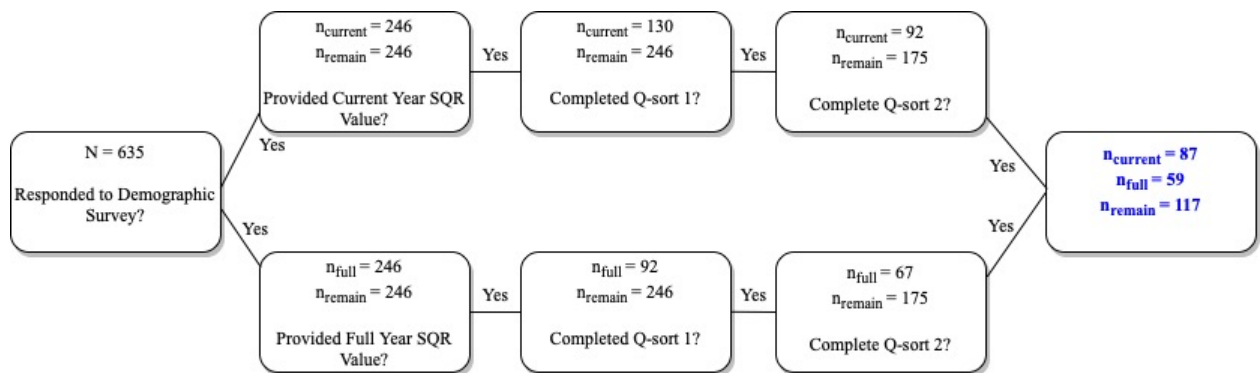 N = 635
Responded to Demographic
Survey?
Yes
n_current = 246
n_remain = 246
Provided Current Year SQR
Value?
Yes
n_current = 130
n_remain = 246
Completed Q-sort 1?
Yes
n_current = 92
n_remain = 175
Complete Q-sort 2?
Yes
Yes
n_full = 246
n_remain = 246
Provided Full Year SQR
Value?
Yes
n_full = 92
n_remain = 246
Completed Q-sort 1?
Yes
n_full = 67
n_remain = 175
Complete Q-sort 2?
Yes
n_current = 87
n_full = 59
n_remain = 117